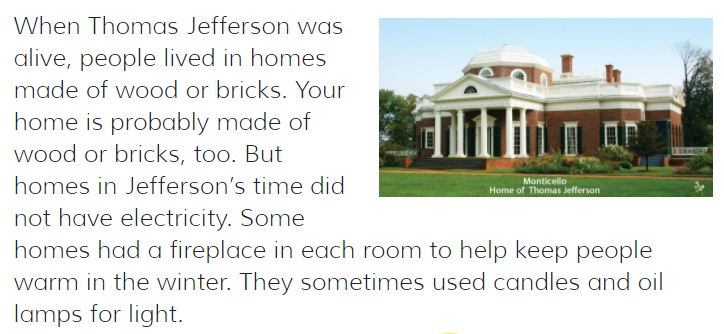 When Thomas Jefferson was
alive, people lived in homes
made of wood or bricks. Your
home is probably made of
wood or bricks, too. But
homes in Jefferson's time did
not have electricity. Some
homes had a fireplace in each room to help keep people
warm in the winter. They sometimes used candles and oil
lamps for light.
Monticello
Home of Thomas Jefferson